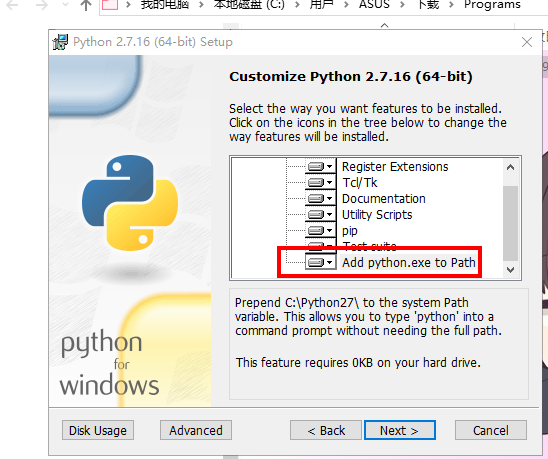 我的电脑 › 本地磁盘 (C:) › 用户 › ASUS › 下载 › Programs
Python 2.7.16 (64-bit) Setup
Customize Python 2.7.16 (64-bit)
Select the way you want features to be installed.
Click on the icons in the tree below to change the
way features will be installed.
Register Extensions
Tcl/Tk
Documentation
Utility Scripts
pip
Test suite
Add python.exe to Path
Prepend C:\Python27\ to the system Path
variable. This allows you to type 'python' into a
command prompt without needing the full path.
This feature requires 0KB on your hard drive.
python
for
windows
Disk Usage
Advanced
< Back
Next >
Cancel